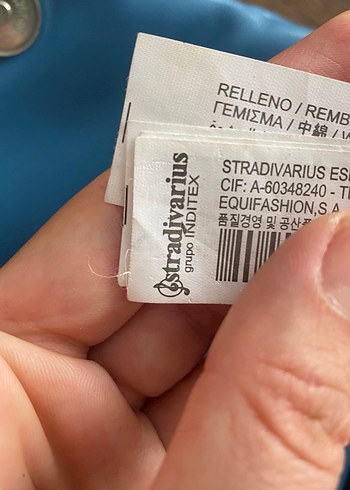 RELLENO / REMB
ΓΕΜΙΣΜΑ / 中綿 / W
stradivarius
grupo INDITEX
STRADIVARIUS ES
CIF: A-60348240 - T
EQUIFASHION, S.A.
품질경영 및 공산품